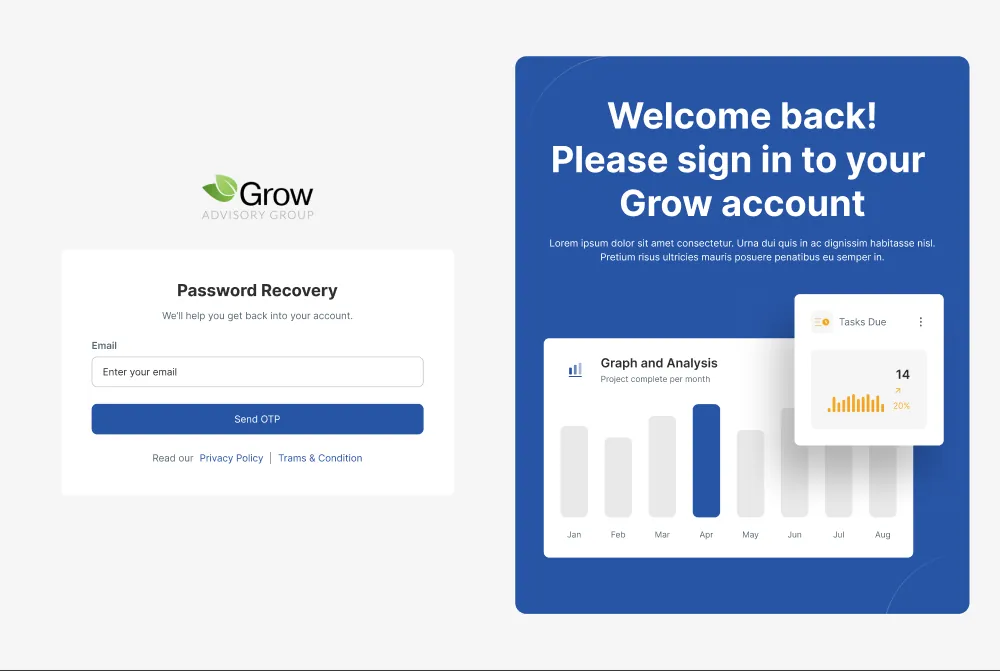 Grow
ADVISORY GROUP
Password Recovery
We'll help you get back into your account.
Email
Enter your email
Send OTP
Read our Privacy Policy | Trams & Condition
Welcome back!
Please sign in to your
Grow account
Lorem ipsum dolor sit amet consectetur. Urna dui quis in ac dignissim habitasse nisl.
Pretium risus ultricies mauris posuere penatibus eu semper in.
Tasks Due
14
20%
Graph and Analysis
Project complete per month
Jan Feb Mar Apr May Jun Jul Aug